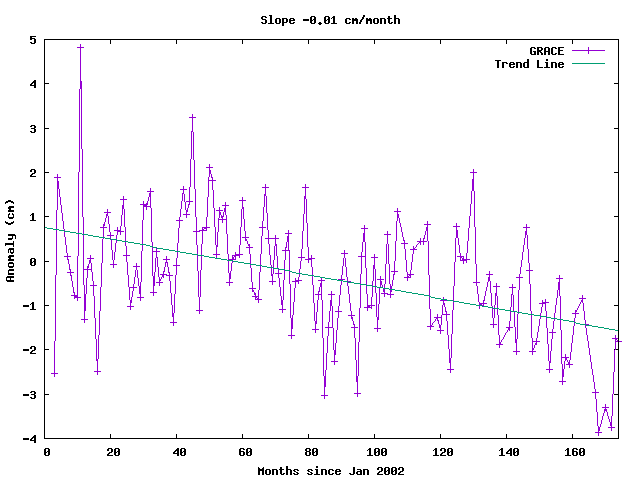 Slope -0.01 cm/month
GRACE
Trend Line
5
4
3
2
1
0
-1
-2
-3
-4
Anomaly (cm)
0 20 40 60 80 100 120 140 160
Months since Jan 2002